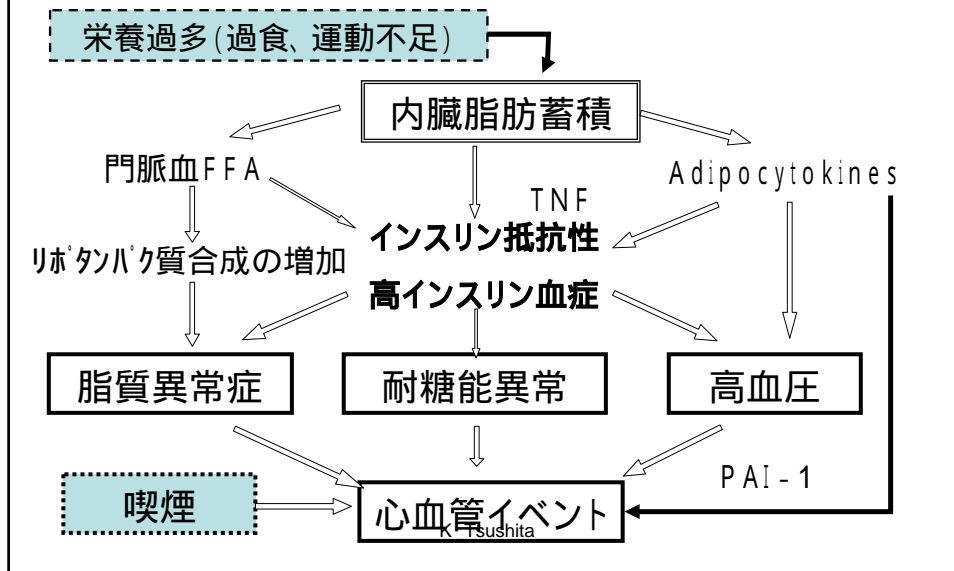 栄養過多(過食、運動不足)
内臓脂肪蓄積
門脈血FFA
Adipocytokines
TNF
インスリン抵抗性
リポタンパク質合成の増加
高インスリン血症
脂質異常症
耐糖能異常
高血圧
PAI-1
喫煙
心血管イベント
K Tsushita